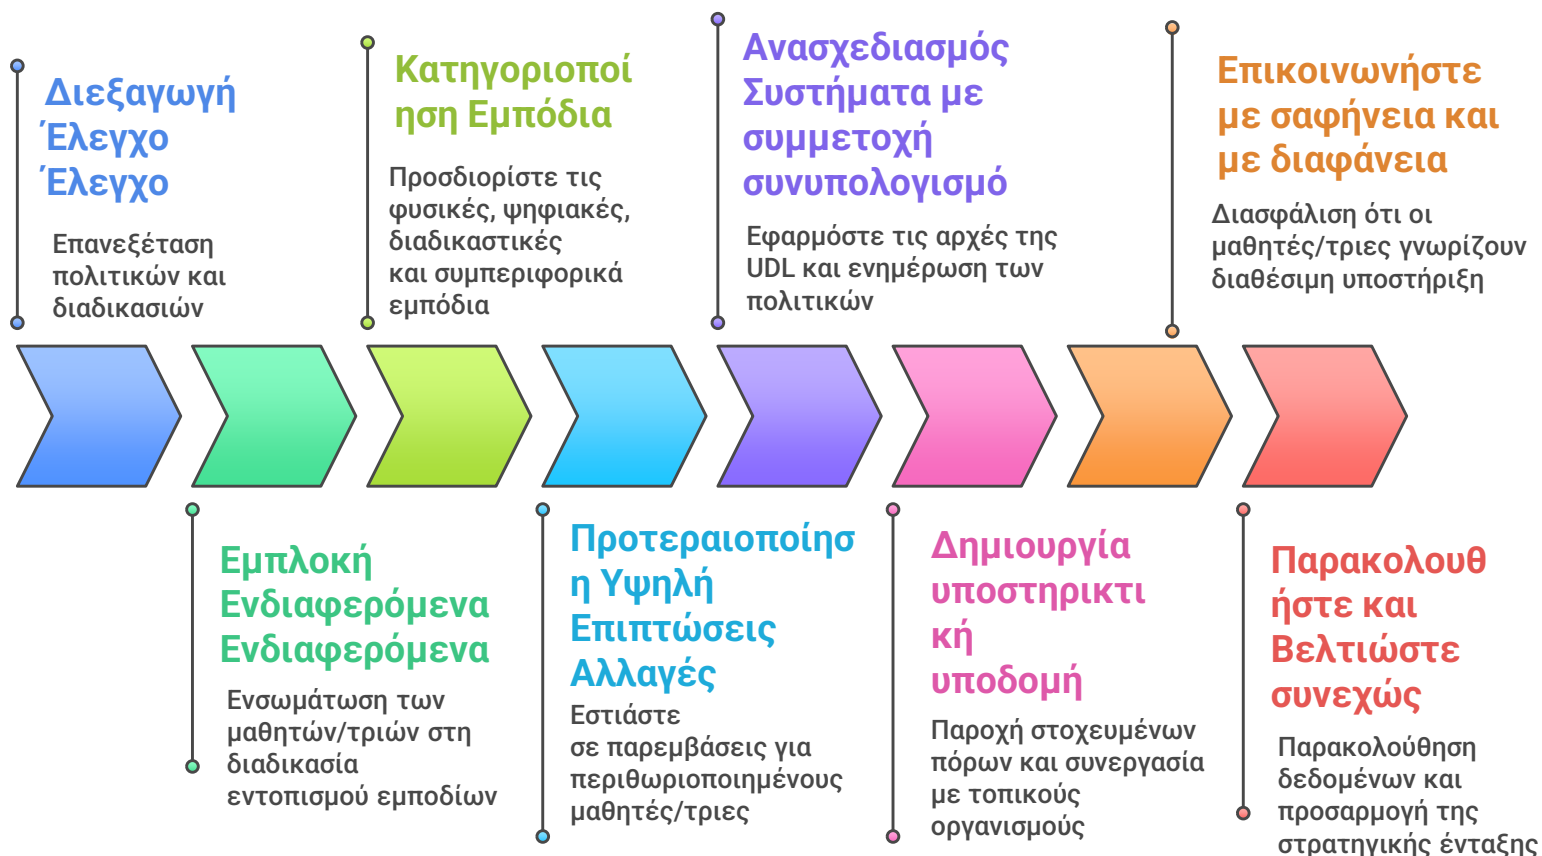 Διεξαγωγή
Έλεγχο
Έλεγχο
Επανεξέταση
πολιτικών και
διαδικασιών
Εμπλοκή
Ενδιαφερόμενα
Ενδιαφερόμενα
Ενσωμάτωση των
μαθητών/τριών στη
διαδικασία
εντοπισμού εμποδίων
Κατηγοριοποί
ηση Εμπόδια
Προσδιορίστε τις
φυσικές, ψηφιακές,
διαδικαστικές
και συμπεριφορικά
εμπόδια
Προτεραιοποίησ
η Υψηλή
Επιπτώσεις
Αλλαγές
Εστιάστε
σε παρεμβάσεις για
περιθωριοποιημένους
μαθητές/τριες
Ανασχεδιασμός
Συστήματα με
συμμετοχή
συνυπολογισμό
Εφαρμόστε τις αρχές της
UDL και ενημέρωση των
πολιτικών
Δημιουργία
υποστηρικτι
κή
υποδομή
Παροχή στοχευμένων
πόρων και συνεργασία
με τοπικούς
οργανισμούς
Επικοινωνήστε
με σαφήνεια και
με διαφάνεια
Διασφάλιση ότι οι
μαθητές/τριες γνωρίζουν
διαθέσιμη υποστήριξη
Παρακολουθ
ήστε και
Βελτιώστε
συνεχώς
Παρακολούθηση
δεδομένων και
προσαρμογή της
στρατηγικής ένταξης